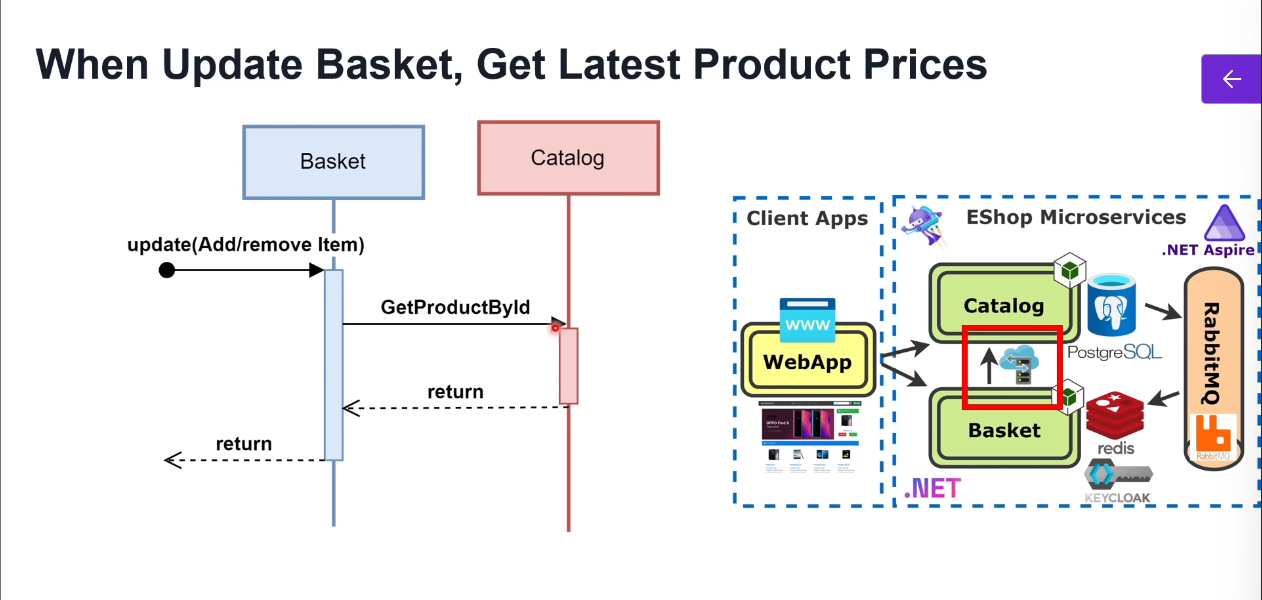 When Update Basket, Get Latest Product Prices
Basket
Catalog
update(Add/remove Item)
GetProductById
return
return
Client Apps
EShop Microservices
.NET Aspire
WWW
WebApp
Catalog
PostgreSQL
RabbitMQ
Basket
redis
RabbitMQ
.NET
KEYCLOAK